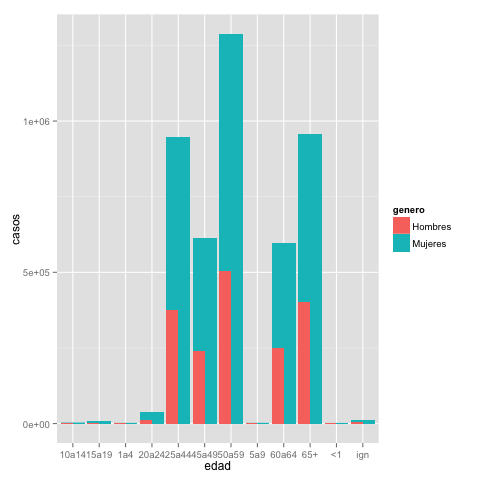 1e+06
5e+05
0e+00
casos
10a14 15a19 1a4 20a24 25a44 45a49 50a59 5a9 60a64 65+ <1 ign
edad
genero
Hombres
Mujeres